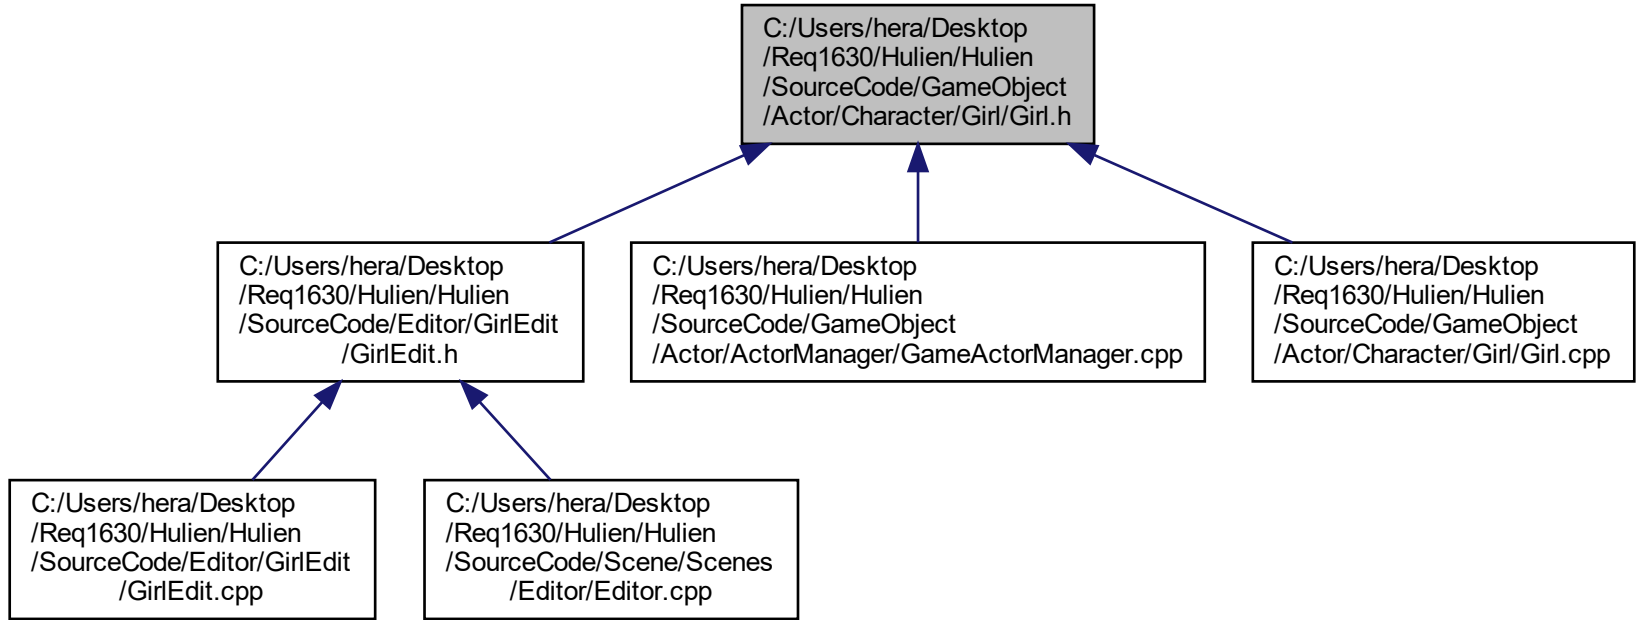 C:/Users/hera/Desktop
/Req1630/Hulien/Hulien
/SourceCode/GameObject
/Actor/Character/Girl/Girl.h
C:/Users/hera/Desktop
/Req1630/Hulien/Hulien
/SourceCode/Editor/GirlEdit
/GirlEdit.h
C:/Users/hera/Desktop
/Req1630/Hulien/Hulien
/SourceCode/GameObject
/Actor/ActorManager/GameActorManager.cpp
C:/Users/hera/Desktop
/Req1630/Hulien/Hulien
/SourceCode/GameObject
/Actor/Character/Girl/Girl.cpp
C:/Users/hera/Desktop
/Req1630/Hulien/Hulien
/SourceCode/Editor/GirlEdit
/GirlEdit.cpp
C:/Users/hera/Desktop
/Req1630/Hulien/Hulien
/SourceCode/Scene/Scenes
/Editor/Editor.cpp